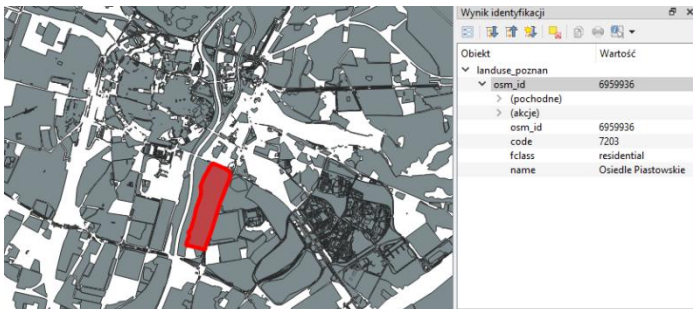 Wynik identyfikacji
Obiekt Wartość
landuse_poznan
osm_id 6959936
(pochodne)
(akcje)
osm_id 6959936
code 7203
fclass residential
name Osiedle Piastowskie